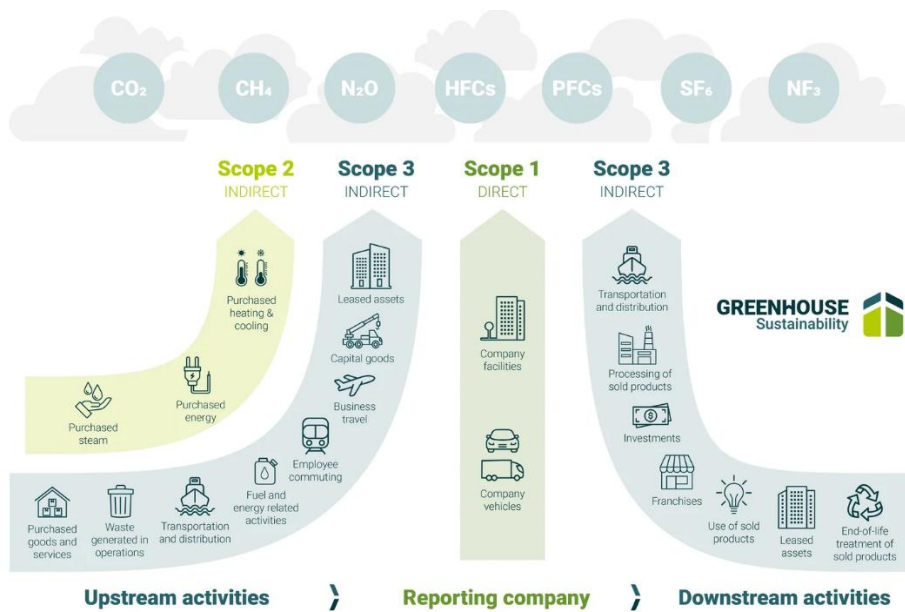 CO₂
CH₄
N₂O
HFCs
PFCs
SF₆
NF₃
Scope 2
INDIRECT
Scope 3
INDIRECT
Scope 1
DIRECT
Scope 3
INDIRECT
Purchased
heating &
cooling
Purchased
energy
Purchased
steam
Leased assets
Capital goods
Business
travel
Employee
commuting
Fuel and
energy related
activities
Transportation
and distribution
Waste
generated in
operations
Purchased
goods and
services
Company
facilities
Company
vehicles
Transportation
and distribution
Processing of
sold products
Investments
Franchises
Use of sold
products
Leased
assets
End-of-life
treatment of
sold products
GREENHOUSE
Sustainability
Upstream activities
Reporting company
Downstream activities